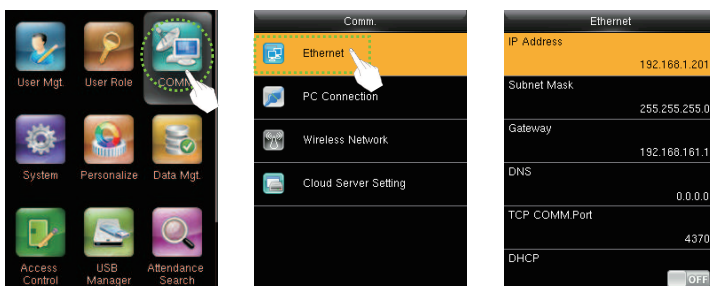 User Mgt. User Role COMM.
System Personalize Data Mgt.
Access Control USB Manager Attendance Search
Comm.
Ethernet
PC Connection
Wireless Network
Cloud Server Setting
Ethernet
IP Address
192.168.1.201
Subnet Mask
255.255.255.0
Gateway
192.168.161.1
DNS
0.0.0.0
TCP COMM.Port
4370
DHCP
OFF